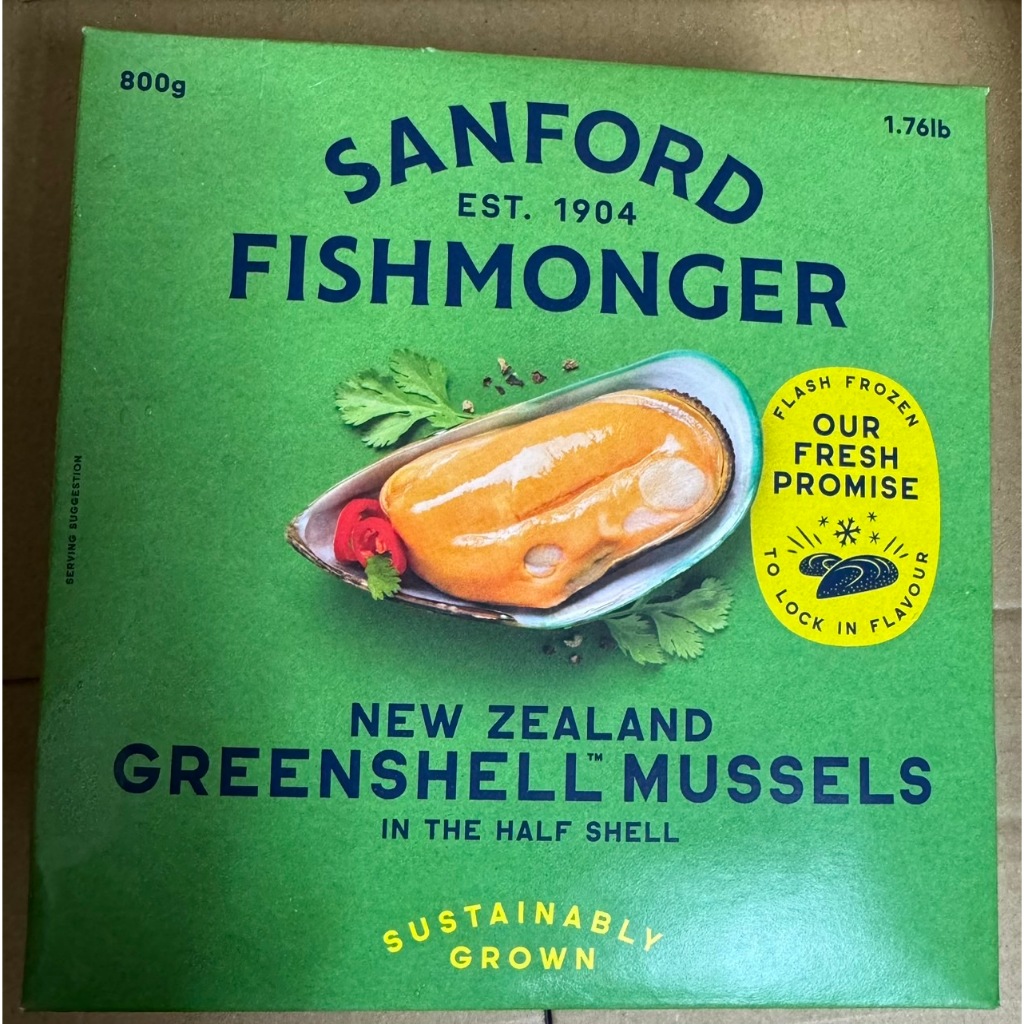 800g
1.76lb
SANFORD
EST. 1904
FISHMONGER
FLASH FROZEN
OUR
FRESH
PROMISE
TO LOCK IN FLAVOUR
SERVING SUGGESTION
NEW ZEALAND
GREENSHELL™ MUSSELS
IN THE HALF SHELL
SUSTAINABLY
GROWN